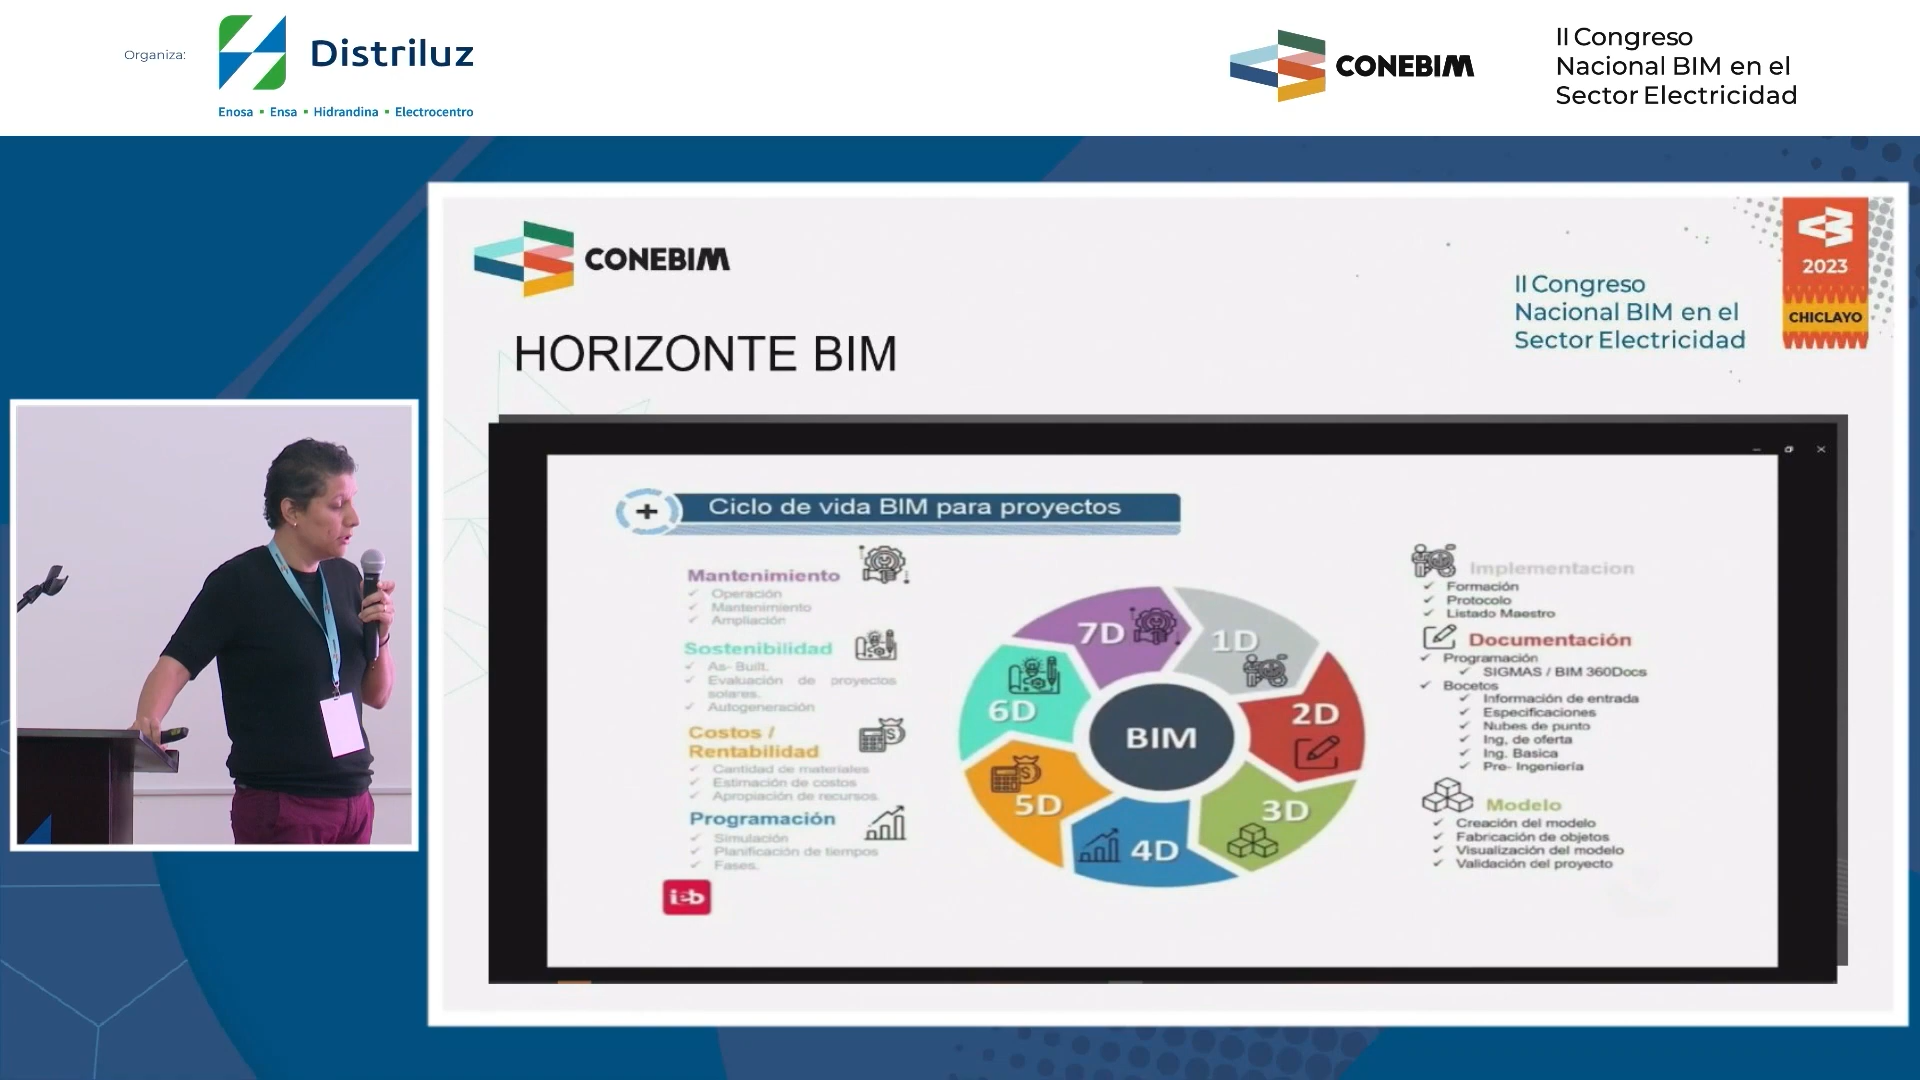 Organiza:
Distriluz
Enosa ▪ Ensa ▪ Hidrandina ▪ Electrocentro
CONEBIM
II Congreso
Nacional BIM en el
Sector Electricidad
CONEBIM
II Congreso
Nacional BIM en el
Sector Electricidad
2023
CHICLAYO
HORIZONTE BIM
Ciclo de vida BIM para proyectos
Mantenimiento
Operación
Mantenimiento
Ampliación
Sostenibilidad
As- Built.
Evaluación de proyectos
solares.
Autogeneración
Costos /
Rentabilidad
Cantidad de materiales
Estimación de costos
Apropiación de recursos
Programación
Simulación
Planificación de tiempos
Fases.
ieb
7D
1D
6D
2D
BIM
5D
3D
4D
Implementacion
Formación
Protocolo
Listado Maestro
Documentación
Programación
SIGMAS / BIM 360Docs
Bocetos
Información de entrada
Especificaciones
Nubes de punto
Ing. de oferta
Ing. Basica
Pre- Ingeniería
Modelo
Creación del modelo
Fabricación de objetos
Visualización del modelo
Validación del proyecto